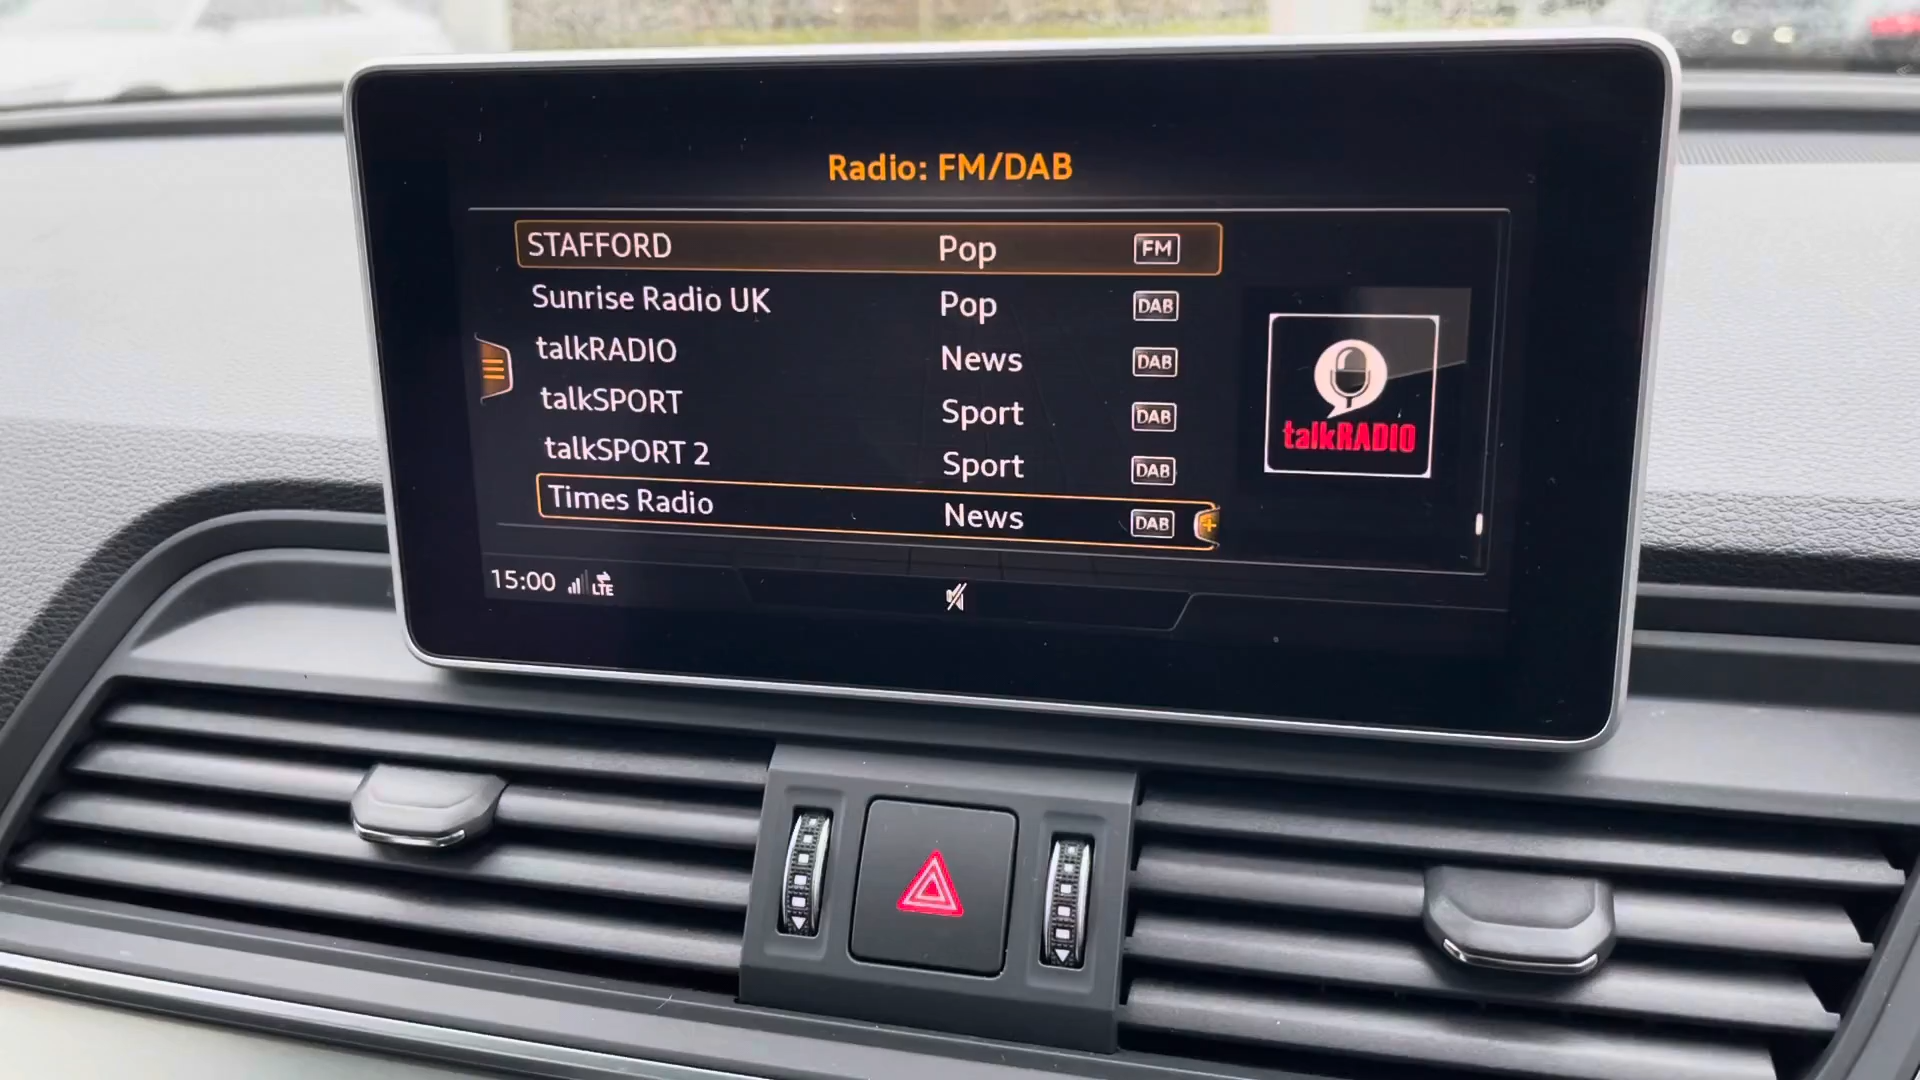 Radio: FM/DAB
STAFFORD Pop FM
Sunrise Radio UK Pop DAB
talkRADIO News DAB
talkSPORT Sport DAB
talkSPORT 2 Sport DAB
Times Radio News DAB
talkRADIO
15:00 LTE